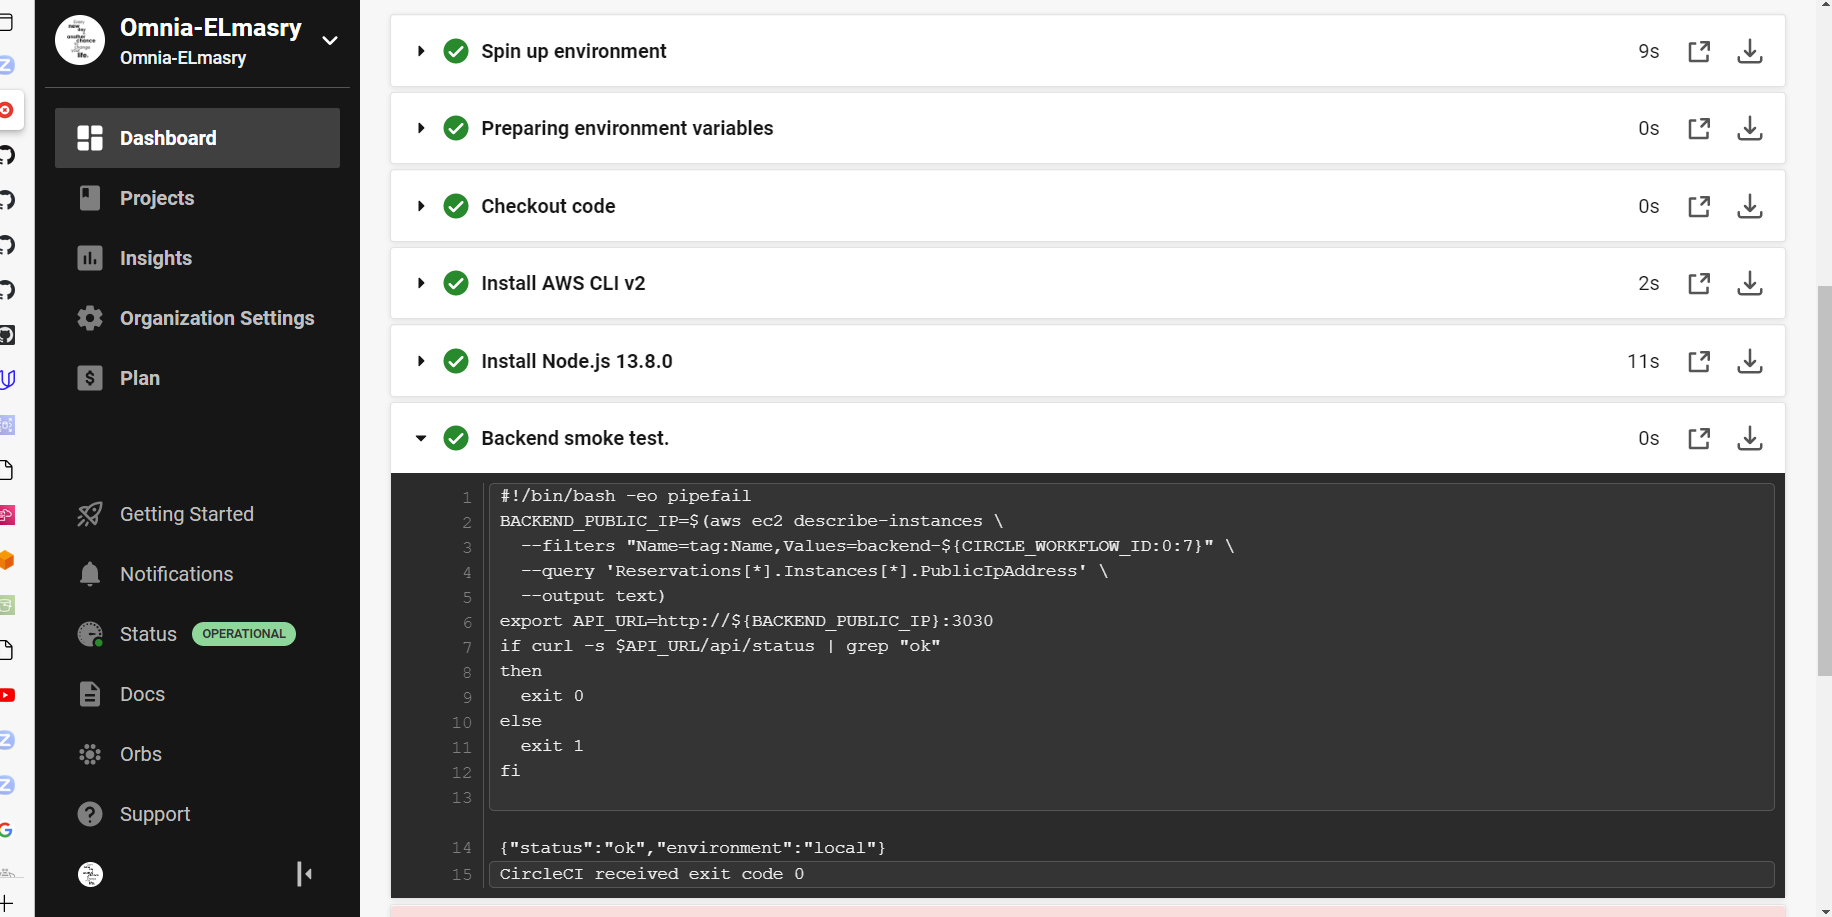 Omnia-ELmasry
Omnia-ELmasry
Dashboard
Projects
Insights
Organization Settings
Plan
Getting Started
Notifications
Status OPERATIONAL
Docs
Orbs
Support
Spin up environment 9s
Preparing environment variables 0s
Checkout code 0s
Install AWS CLI v2 2s
Install Node.js 13.8.0 11s
Backend smoke test. 0s
1 #!/bin/bash -eo pipefail
2 BACKEND_PUBLIC_IP=$(aws ec2 describe-instances \
3   --filters "Name=tag:Name,Values=backend-${CIRCLE_WORKFLOW_ID:0:7}" \
4   --query 'Reservations[*].Instances[*].PublicIpAddress' \
5   --output text)
6 export API_URL=http://${BACKEND_PUBLIC_IP}:3030
7 if curl -s $API_URL/api/status | grep "ok"
8 then
9   exit 0
10 else
11   exit 1
12 fi
13
14 {"status":"ok","environment":"local"}
15 CircleCI received exit code 0